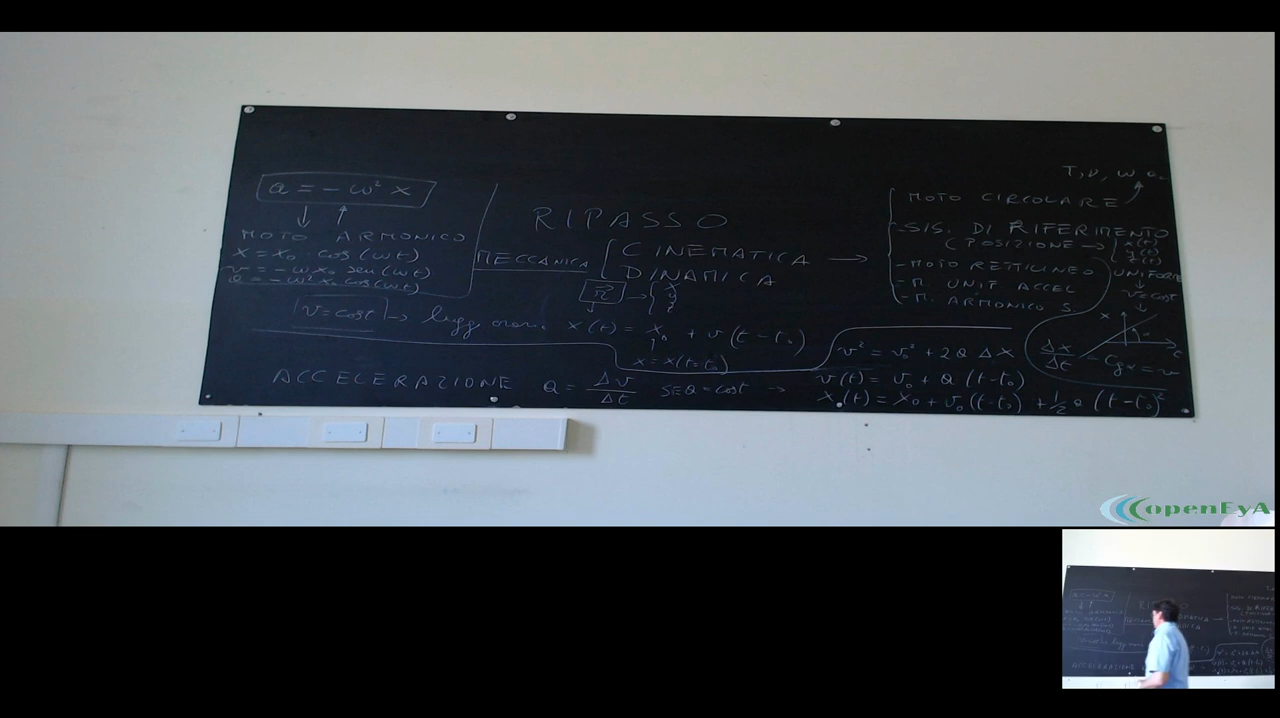 a = - ω² x
↓ ↑
MOTO ARMONICO
x = x₀ · cos(ωt)
v = - ω x₀ sen(ωt)
a = - ω² x₀ cos(ωt)
RIPASSO
MECCANICA { CINEMATICA →
DINAMICA
r⃗ → { x
y
z
T, ν, ω
MOTO CIRCOLARE
- SIS. DI RIFERIMENTO
(POSIZIONE → { x(t)
y(t)
z(t)
- MOTO RETTILINEO UNIFORME
- M. UNIF ACCEL
- M. ARMONICO S.
↓
v = cost
↓
x
α
t
Δx/Δt = tg α = v
v = cost → legge oraria x(t) = x₀ + v (t - t₀)
x = x(t = t₀)
ACCELERAZIONE a = Δv/Δt SE a = cost →
v² = v₀² + 2a Δx
v(t) = v₀ + a (t - t₀)
x(t) = x₀ + v₀ (t - t₀) + ½ a (t - t₀)²
openEyA